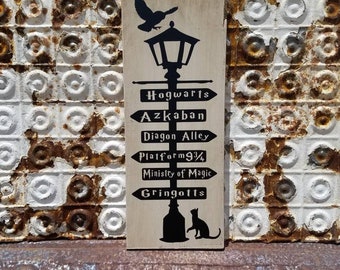 Hogwarts
Azkaban
Diagon Alley
Platform 9¾
Ministry of Magic
Gringotts